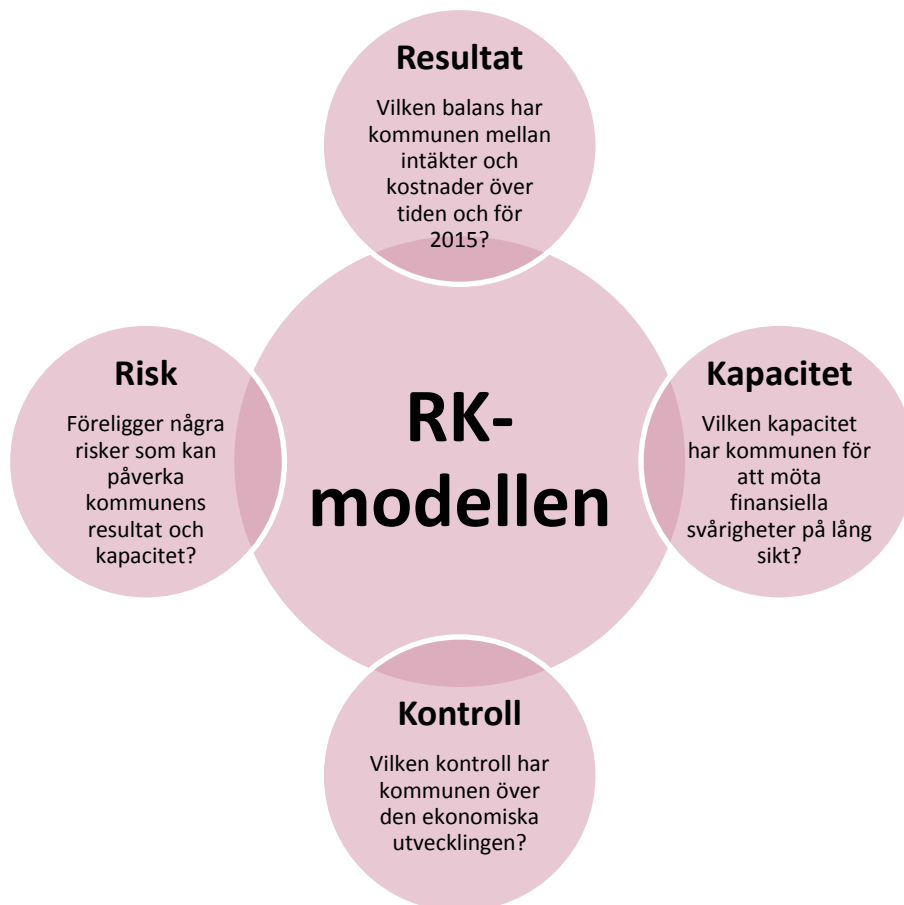 Resultat
Vilken balans har
kommunen mellan
intäkter och
kostnader över
tiden och för
2015?
Risk
Föreligger några
risker som kan
påverka
kommunens
resultat och
kapacitet?
RK-
modellen
Kapacitet
Vilken kapacitet
har kommunen för
att möta
finansiella
svårigheter på lång
sikt?
Kontroll
Vilken kontroll har
kommunen över
den ekonomiska
utvecklingen?